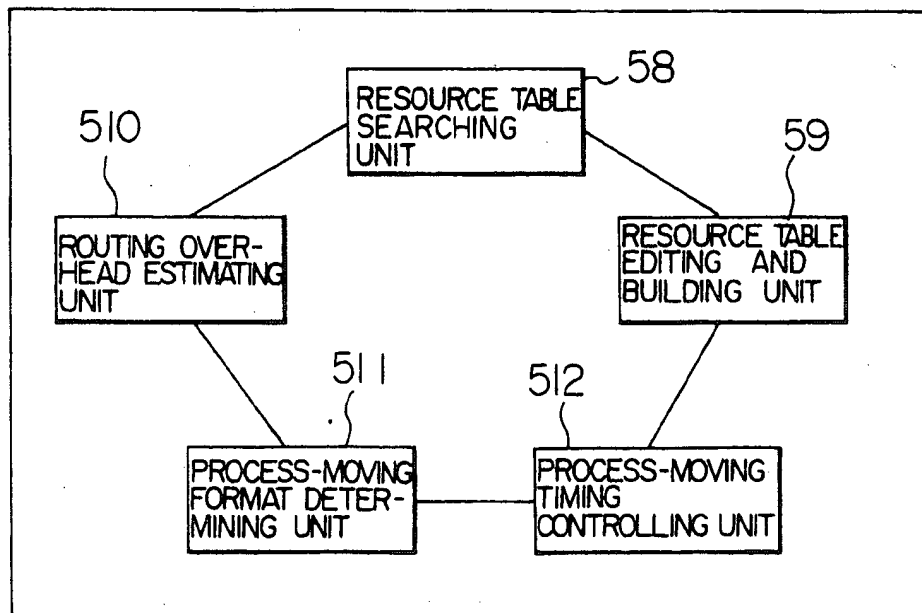 58
RESOURCE TABLE
SEARCHING
UNIT
510
59
ROUTING OVER-
HEAD ESTIMATING
UNIT
RESOURCE TABLE
EDITING AND
BUILDING UNIT
511
512
PROCESS-MOVING
FORMAT DETER-
MINING UNIT
PROCESS-MOVING
TIMING
CONTROLLING UNIT